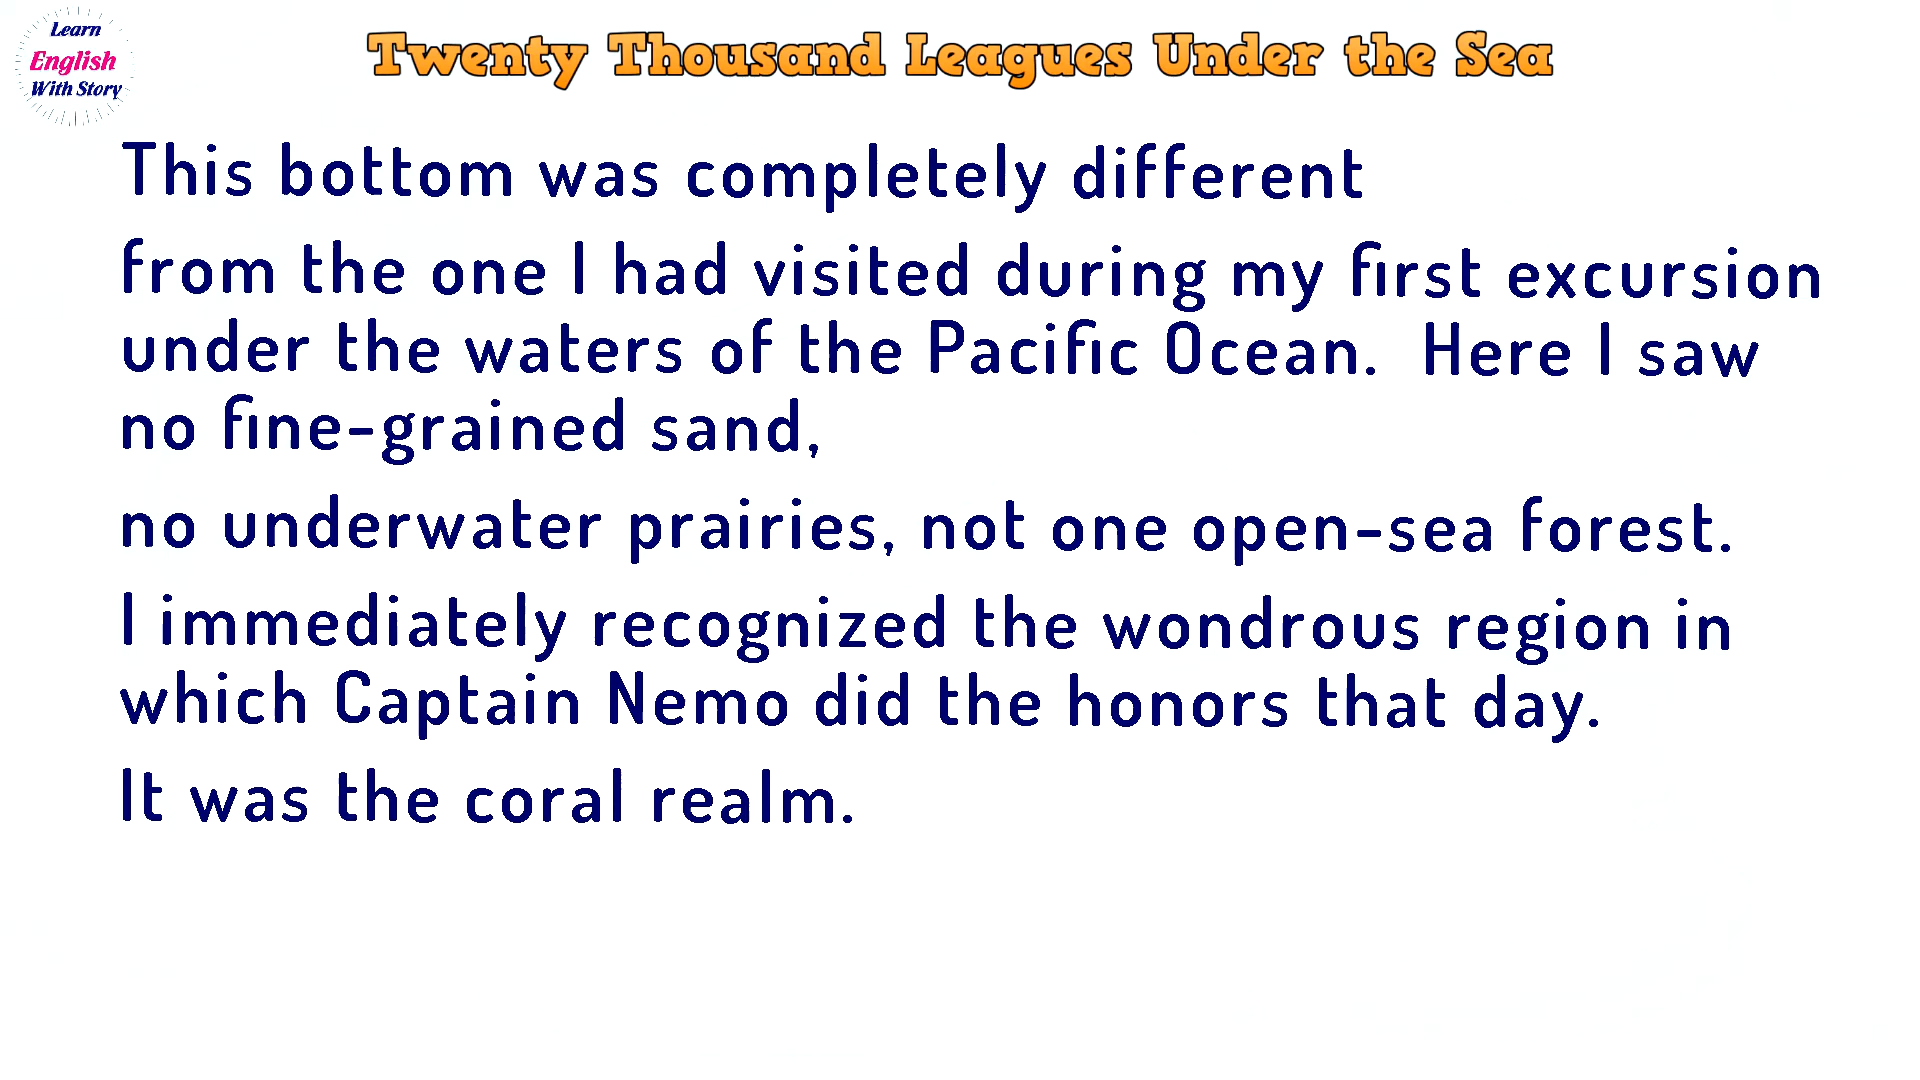 Learn
English
With Story
Twenty Thousand Leagues Under the Sea
This bottom was completely different
from the one I had visited during my first excursion
under the waters of the Pacific Ocean.  Here I saw
no fine-grained sand,
no underwater prairies, not one open-sea forest.
I immediately recognized the wondrous region in
which Captain Nemo did the honors that day.
It was the coral realm.